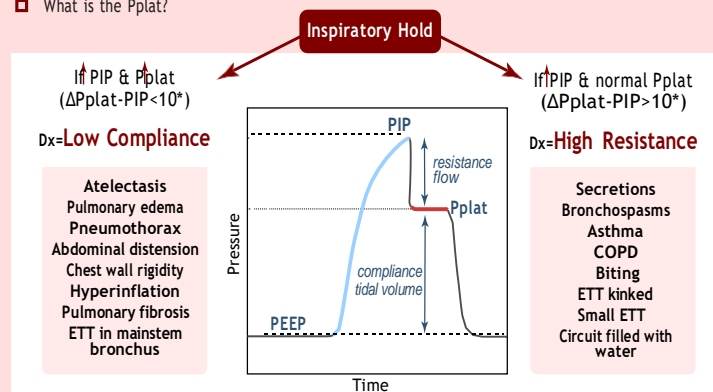 What is the Pplat?
Inspiratory Hold
If↑ PIP & ↑Pplat
(ΔPplat-PIP<10*)
Dx=Low Compliance
Atelectasis
Pulmonary edema
Pneumothorax
Abdominal distension
Chest wall rigidity
Hyperinflation
Pulmonary fibrosis
ETT in mainstem
bronchus
Pressure
PIP
resistance
flow
Pplat
compliance
tidal volume
PEEP
Time
If↑PIP & normal Pplat
(ΔPplat-PIP>10*)
Dx=High Resistance
Secretions
Bronchospasms
Asthma
COPD
Biting
ETT kinked
Small ETT
Circuit filled with
water